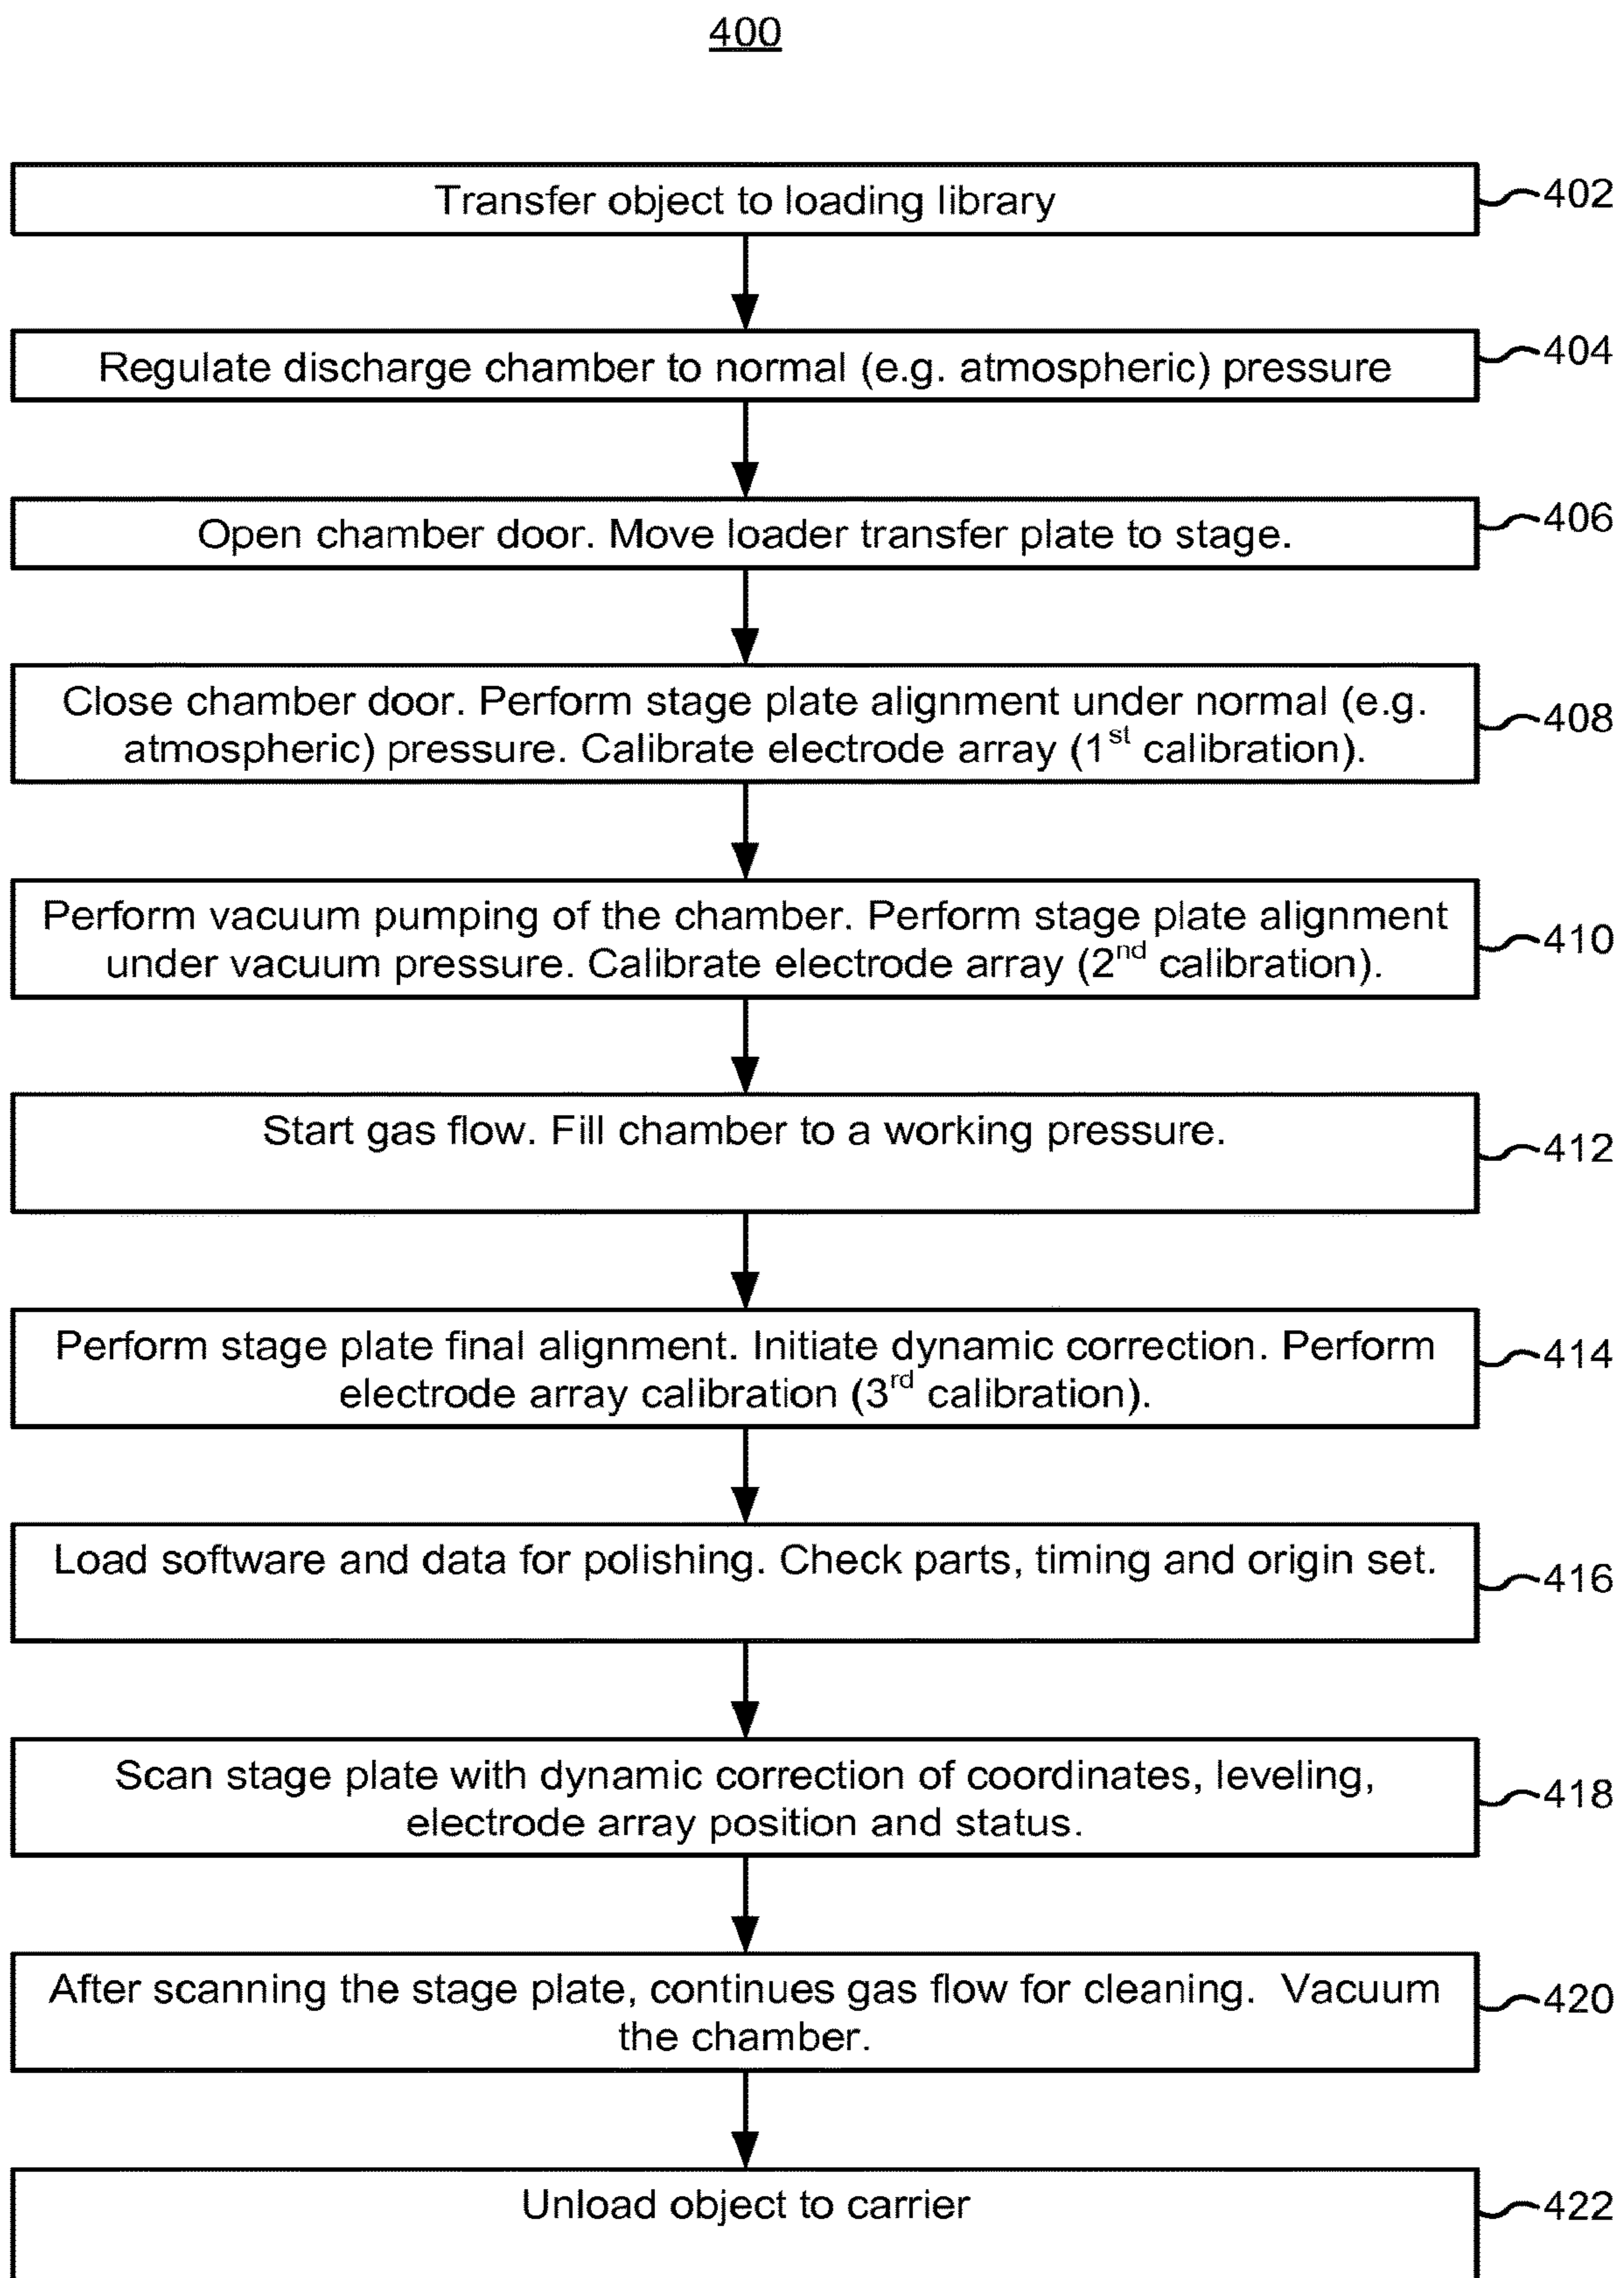 400
Transfer object to loading library
402
Regulate discharge chamber to normal (e.g. atmospheric) pressure
404
Open chamber door. Move loader transfer plate to stage.
406
Close chamber door. Perform stage plate alignment under normal (e.g.
atmospheric) pressure. Calibrate electrode array (1st calibration).
408
Perform vacuum pumping of the chamber. Perform stage plate alignment
under vacuum pressure. Calibrate electrode array (2nd calibration).
410
Start gas flow. Fill chamber to a working pressure.
412
Perform stage plate final alignment. Initiate dynamic correction. Perform
electrode array calibration (3rd calibration).
414
Load software and data for polishing. Check parts, timing and origin set.
416
Scan stage plate with dynamic correction of coordinates, leveling,
electrode array position and status.
418
After scanning the stage plate, continues gas flow for cleaning.  Vacuum
the chamber.
420
Unload object to carrier
422